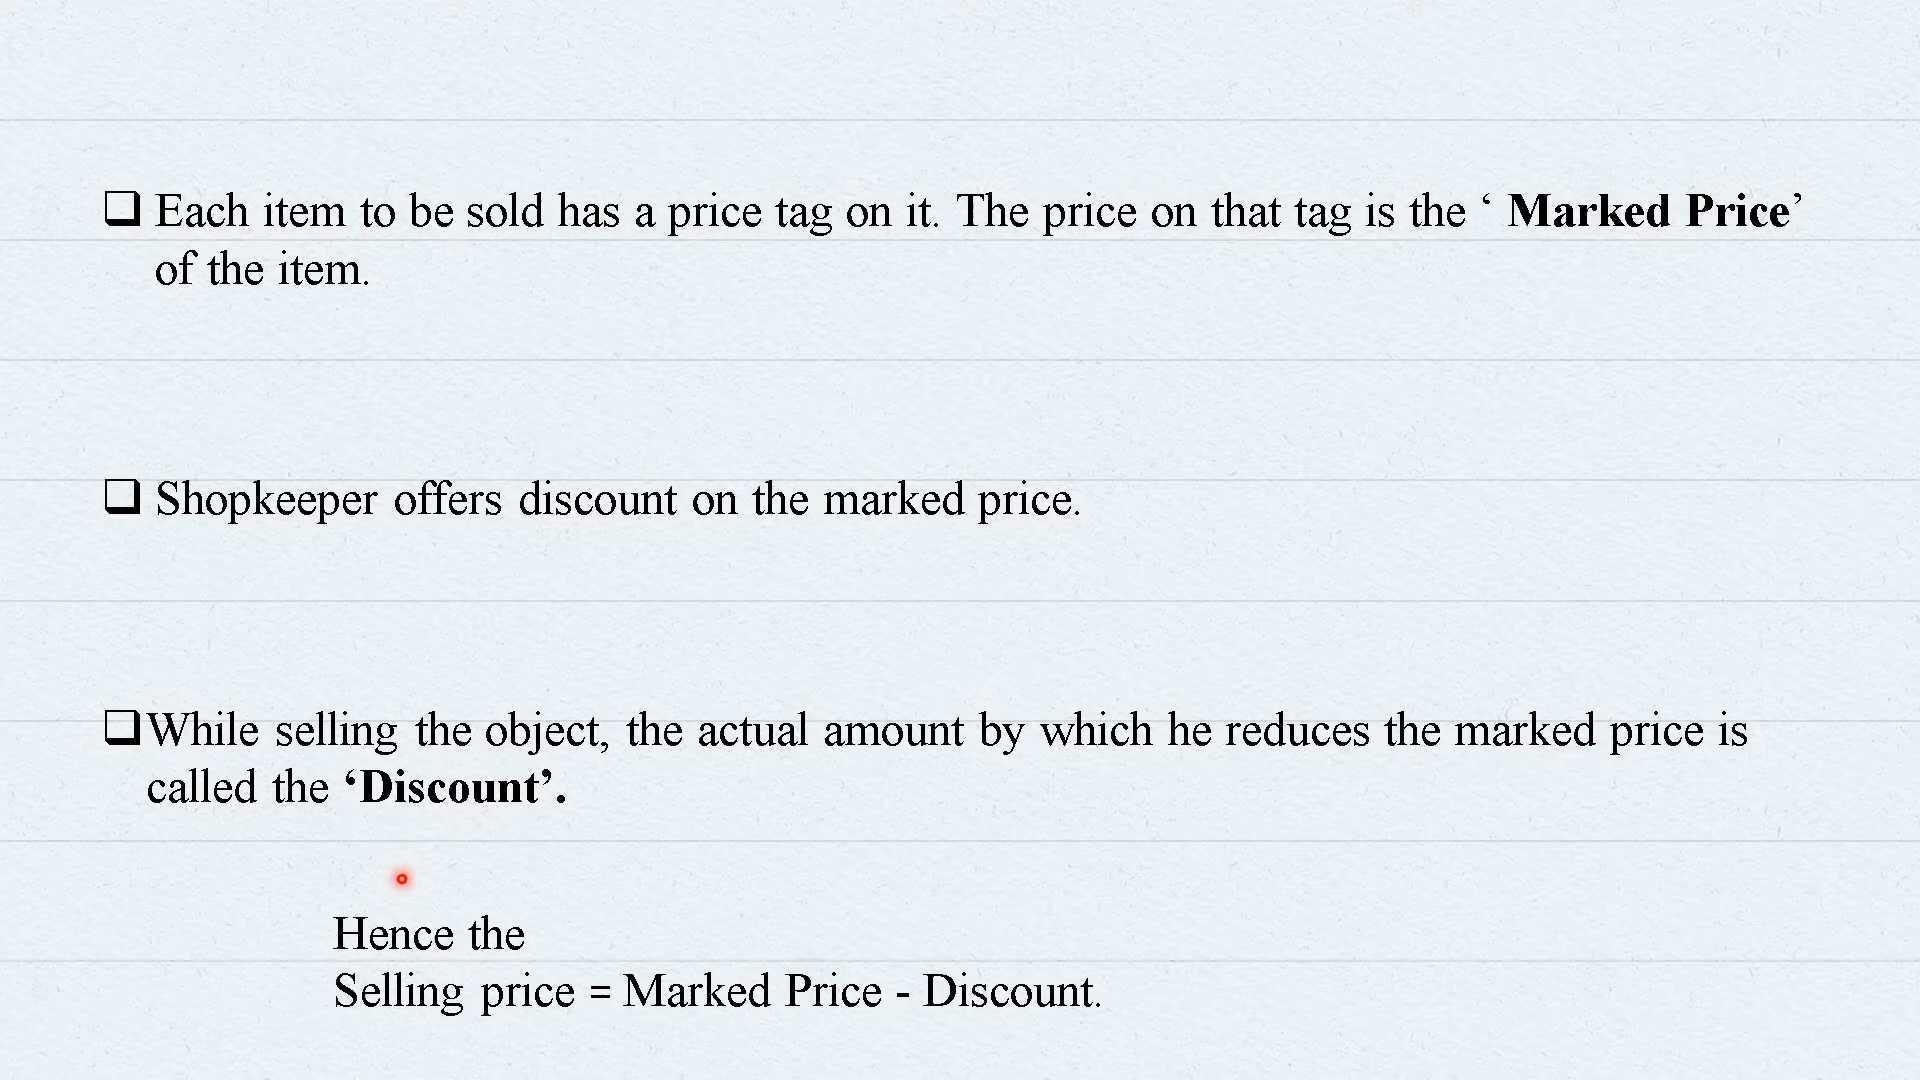 ❑ Each item to be sold has a price tag on it. The price on that tag is the ‘ Marked Price’
of the item.
❑ Shopkeeper offers discount on the marked price.
❑While selling the object, the actual amount by which he reduces the marked price is
called the ‘Discount’.
Hence the
Selling price = Marked Price - Discount.